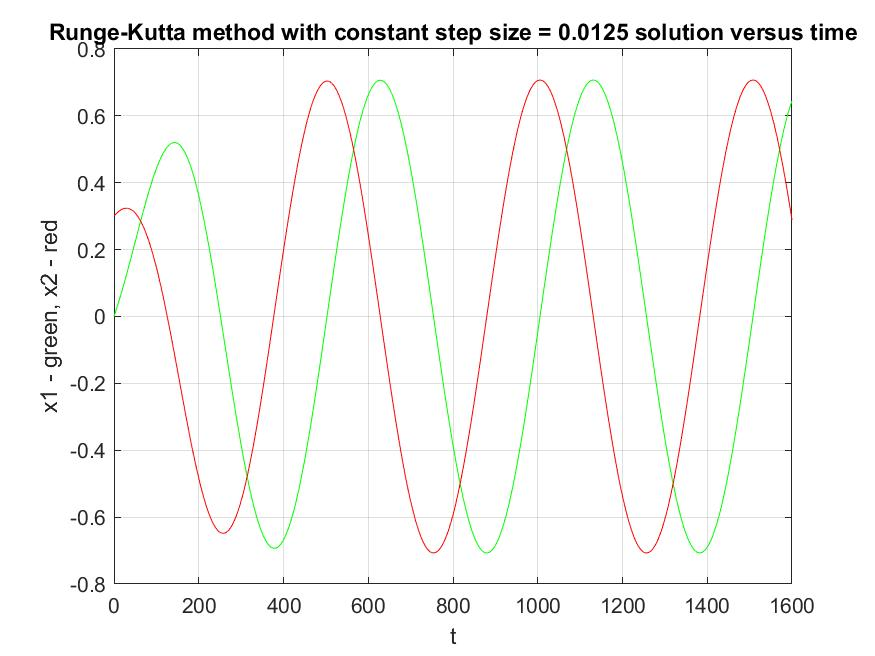 Runge-Kutta method with constant step size = 0.0125 solution versus time
x1 - green, x2 - red
0.8
0.6
0.4
0.2
0
-0.2
-0.4
-0.6
-0.8
0 200 400 600 800 1000 1200 1400 1600
t